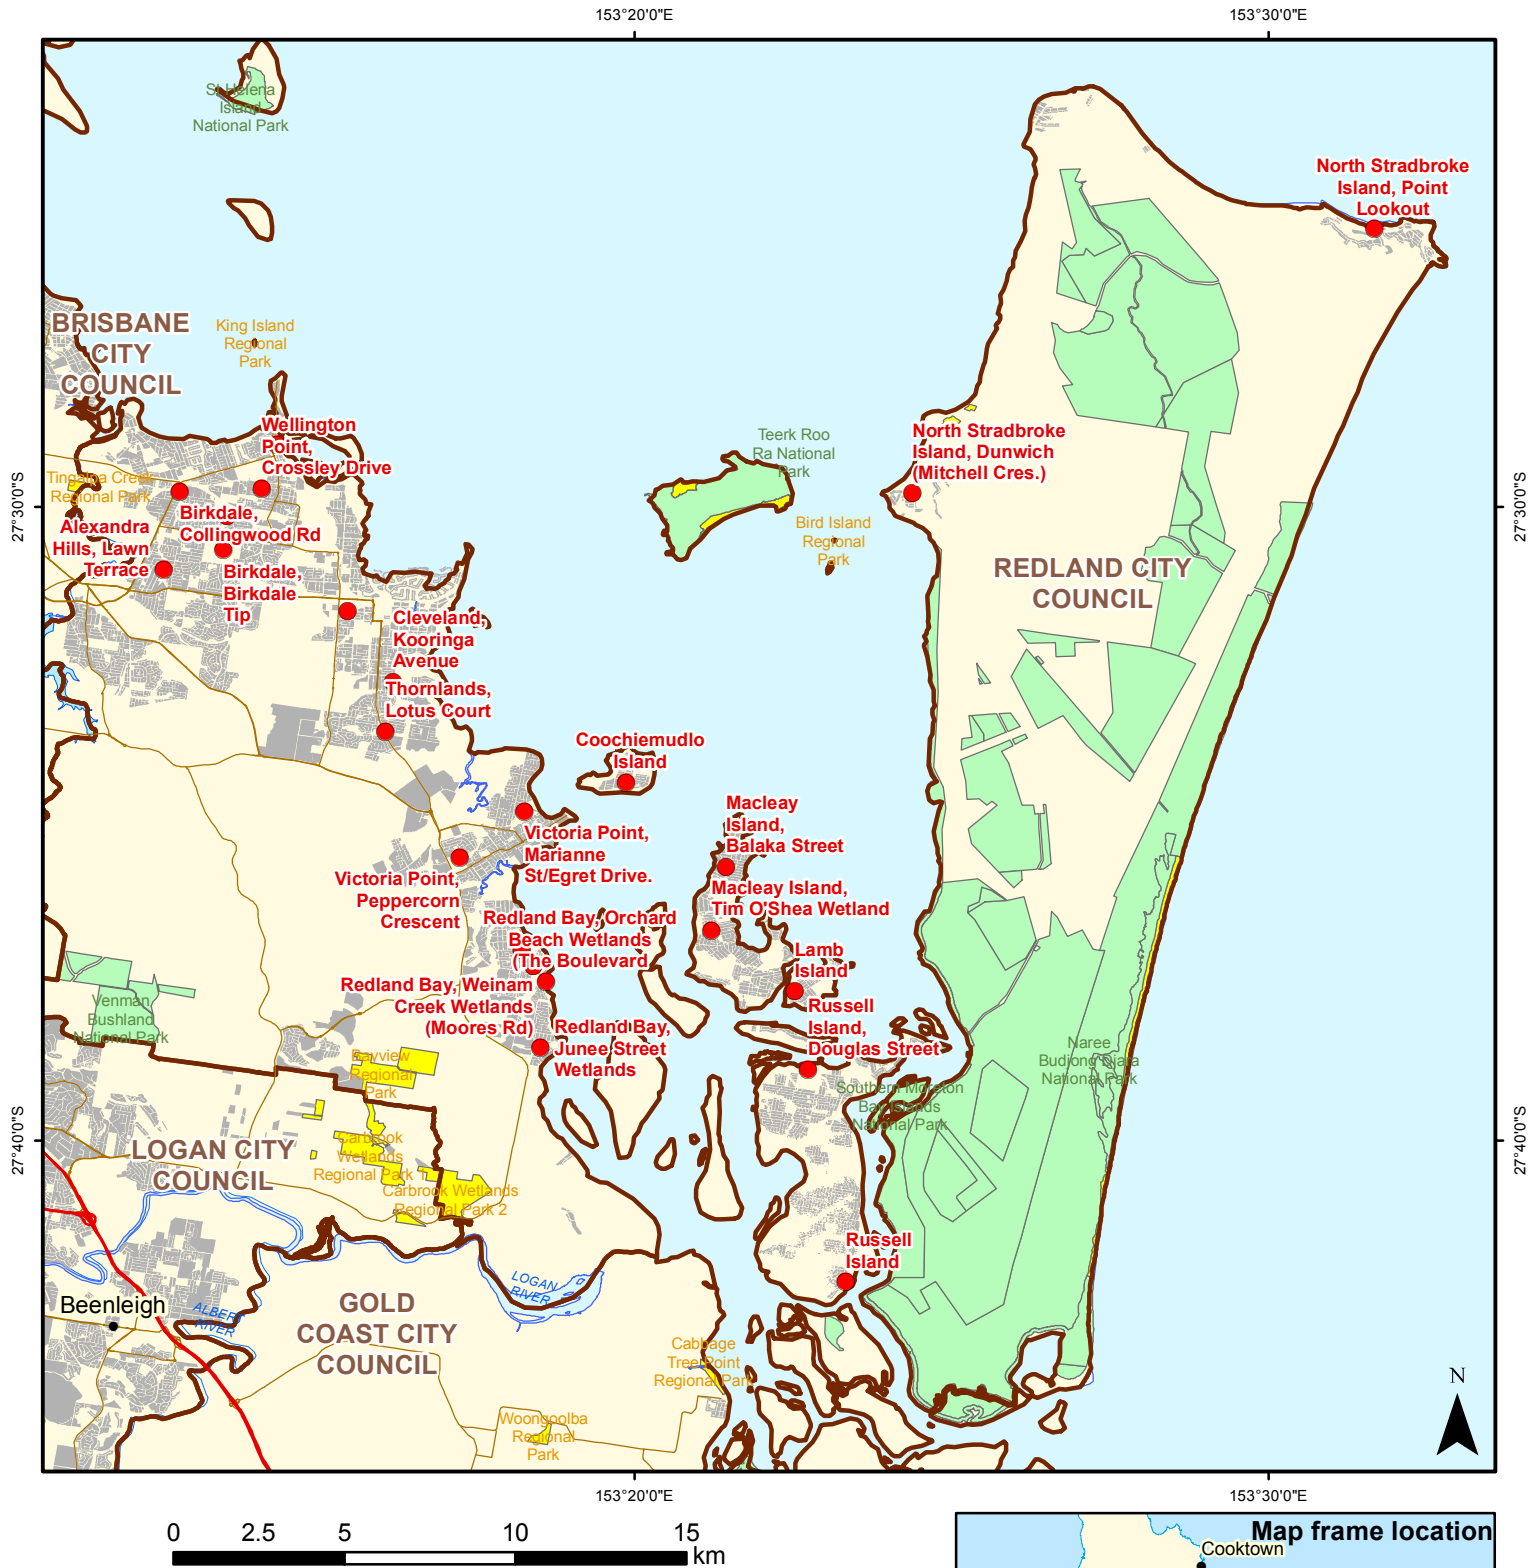 153°20'0"E
153°30'0"E
St Helena
Island
National Park
North Stradbroke
Island, Point
Lookout
BRISBANE
CITY
COUNCIL
King Island
Regional
Park
Wellington
Point,
Crossley Drive
Teerk Roo
Ra National
Park
North Stradbroke
Island, Dunwich
(Mitchell Cres.)
Tingalpa Creek
Regional Park
27°30'0"S
27°30'0"S
Birkdale,
Collingwood Rd
Alexandra
Hills, Lawn
Terrace
Bird Island
Regional
Park
Birkdale,
Birkdale
Tip
REDLAND CITY
COUNCIL
Cleveland,
Kooringa
Avenue
Thornlands,
Lotus Court
Coochiemudlo
Island
Macleay
Island,
Balaka Street
Victoria Point,
Marianne
St/Egret Drive.
Victoria Point,
Peppercorn
Crescent
Macleay Island,
Tim O'Shea Wetland
Redland Bay, Orchard
Beach Wetlands
(The Boulevard
Lamb
Island
Redland Bay, Weinam
Creek Wetlands
(Moores Rd)
Venman
Bushland
National Park
Russell
Island,
Douglas Street
Redland Bay,
Junee Street
Wetlands
Naree
Budjong Djara
National Park
Bayview
Regional
Park
Southern Moreton
Bay Islands
National Park
27°40'0"S
27°40'0"S
LOGAN CITY
COUNCIL
Carbrook
Wetlands
Regional Park 1
Carbrook Wetlands
Regional Park 2
Russell
Island
LOGAN
RIVER
Beenleigh
ALBERT
RIVER
GOLD
COAST CITY
COUNCIL
Cabbage
Tree Point
Regional Park
N
Woongoolba
Regional
Park
153°20'0"E
153°30'0"E
0 2.5 5 10 15
km
Map frame location
Cooktown